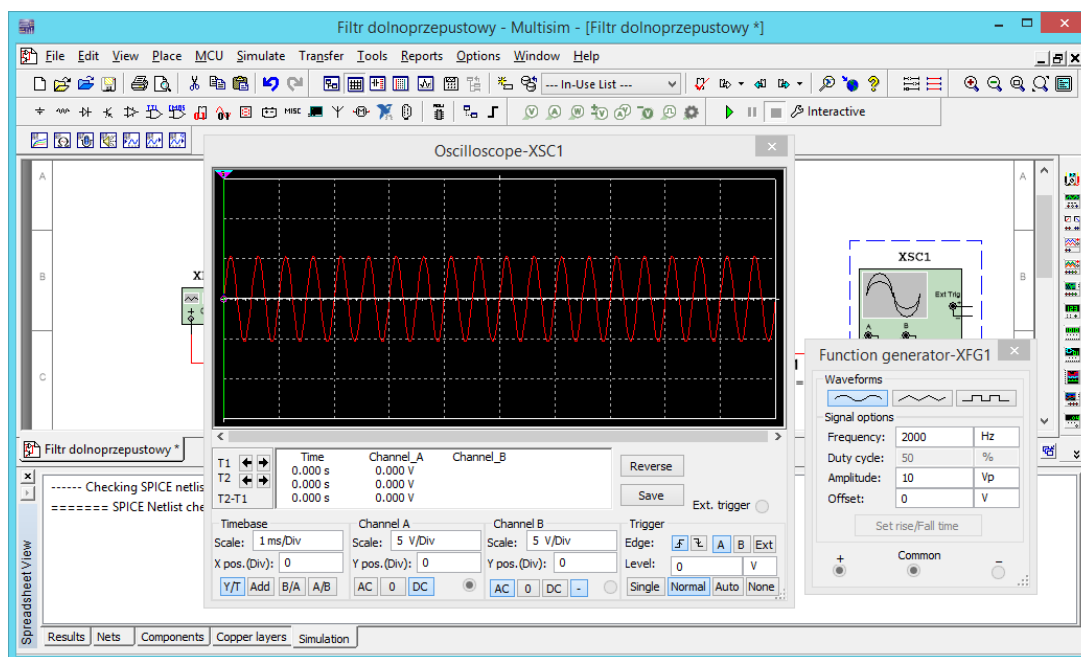 Filtr dolnoprzepustowy - Multisim - [Filtr dolnoprzepustowy *]
File Edit View Place MCU Simulate Transfer Tools Reports Options Window Help
--- In-Use List ---
MISC Interactive
Oscilloscope-XSC1
A
A
B
XSC1
B
Ext Trig
A B
C
Function generator-XFG1
Waveforms
Signal options
Frequency: 2000 Hz
Duty cycle: 50 %
Amplitude: 10 Vp
Offset: 0 V
Set rise/Fall time
+ Common −
Filtr dolnoprzepustowy *
Time Channel_A Channel_B
T1 0.000 s 0.000 V
T2 0.000 s 0.000 V
T2-T1 0.000 s 0.000 V
Reverse
Save
Ext. trigger
Timebase
Scale: 1 ms/Div
X pos.(Div): 0
Y/T Add B/A A/B
Channel A
Scale: 5 V/Div
Y pos.(Div): 0
AC 0 DC
Channel B
Scale: 5 V/Div
Y pos.(Div): 0
AC 0 DC -
Trigger
Edge: A B Ext
Level: 0 V
Single Normal Auto None
------ Checking SPICE netlis
======= SPICE Netlist che
Spreadsheet View
Results Nets Components Copper layers Simulation